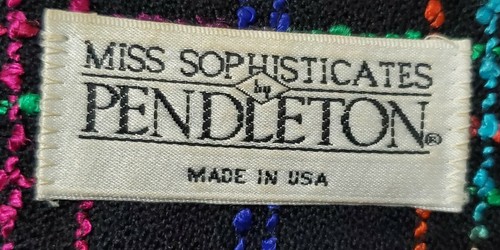 MISS SOPHISTICATES
by
PENDLETON®
MADE IN USA